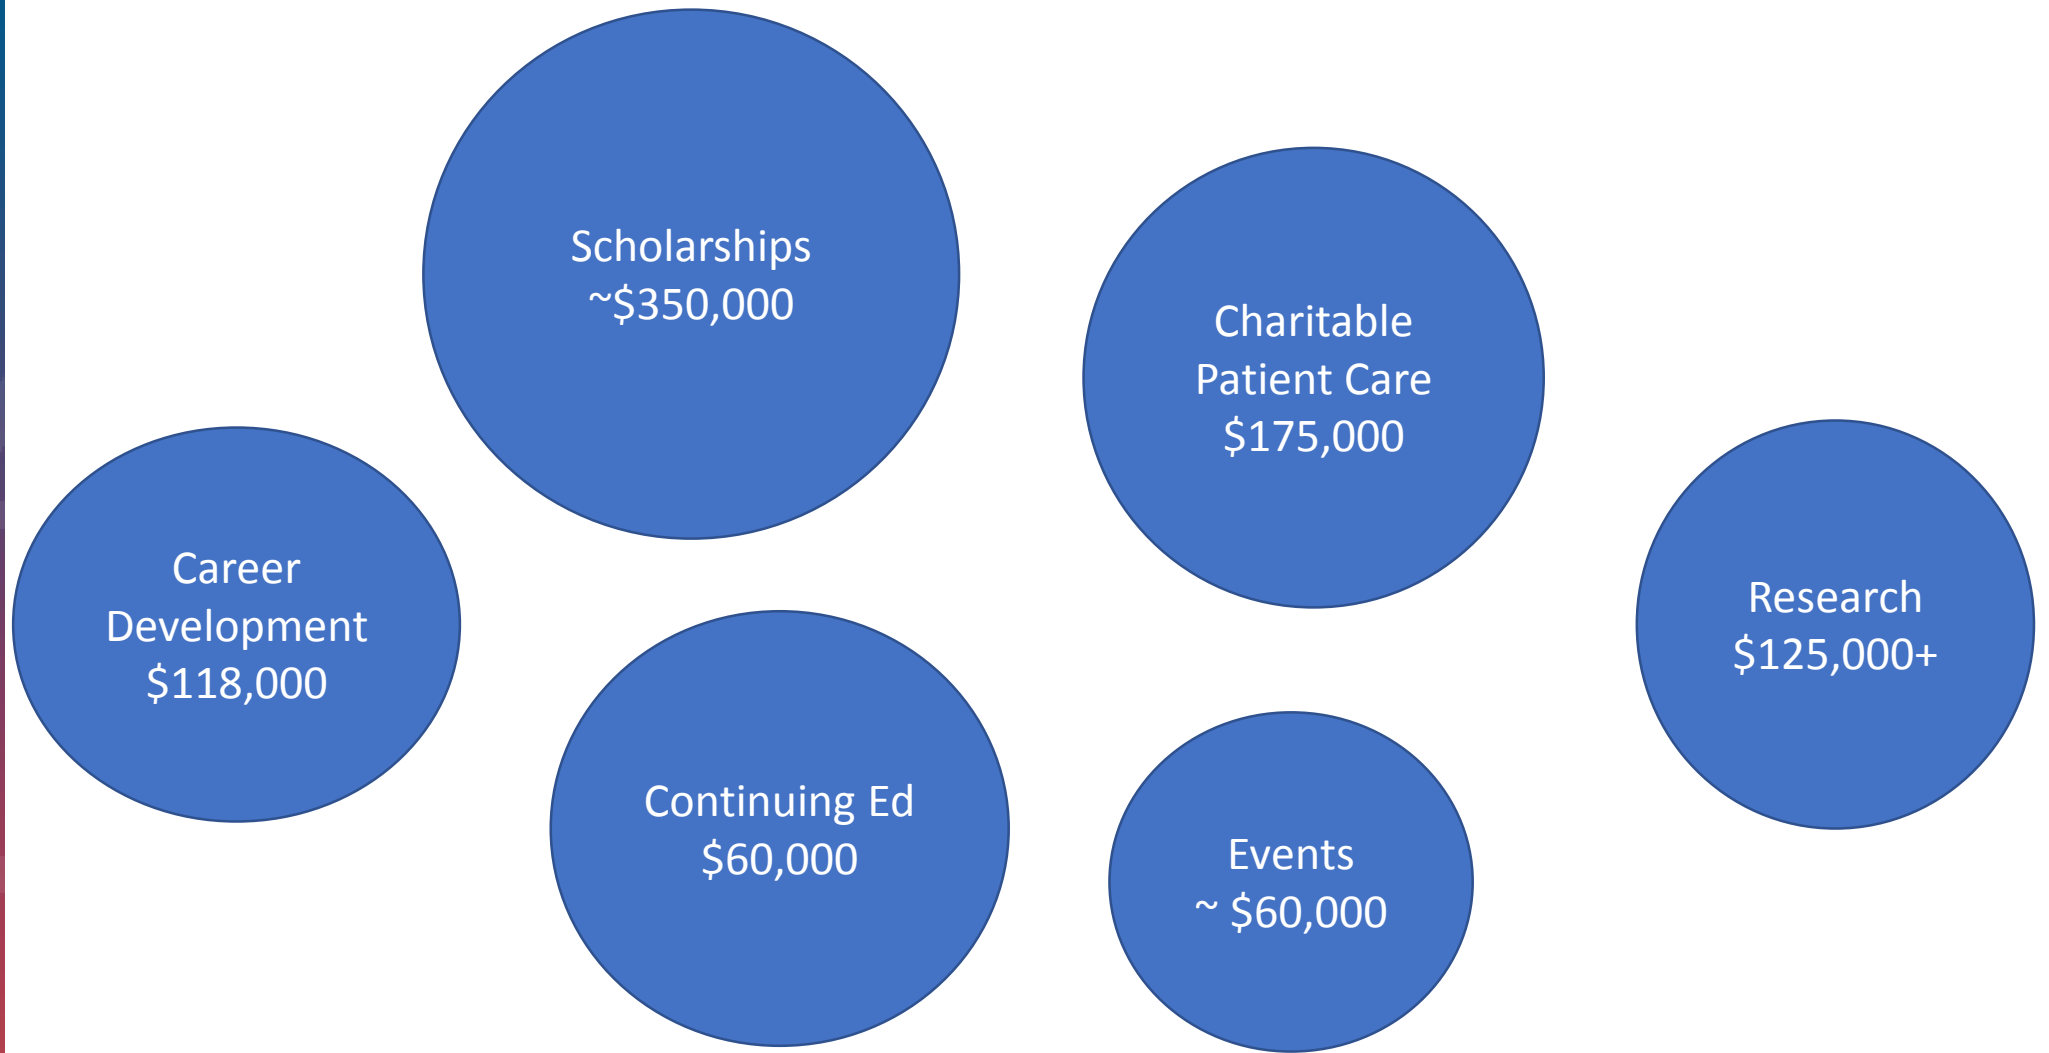 Scholarships
~$350,000
Charitable
Patient Care
$175,000
Career
Development
$118,000
Research
$125,000+
Continuing Ed
$60,000
Events
~ $60,000